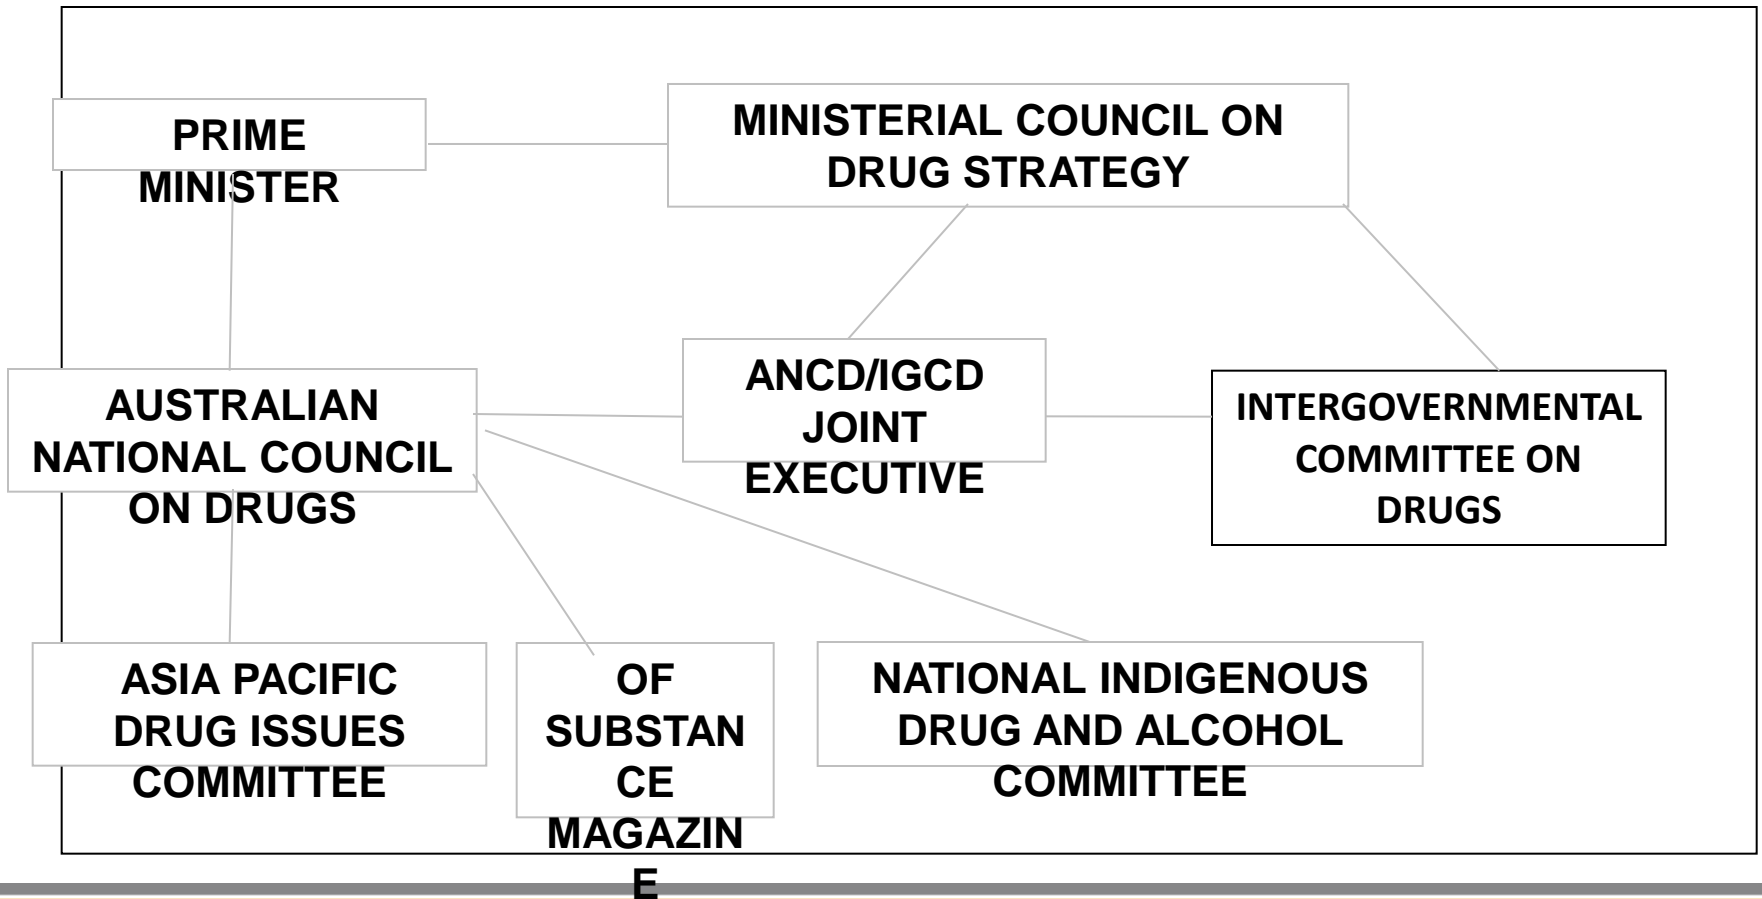 PRIME
MINISTER
MINISTERIAL COUNCIL ON
DRUG STRATEGY
AUSTRALIAN
NATIONAL COUNCIL
ON DRUGS
ANCD/IGCD
JOINT
EXECUTIVE
INTERGOVERNMENTAL
COMMITTEE ON
DRUGS
ASIA PACIFIC
DRUG ISSUES
COMMITTEE
OF
SUBSTAN
CE
MAGAZIN
E
NATIONAL INDIGENOUS
DRUG AND ALCOHOL
COMMITTEE